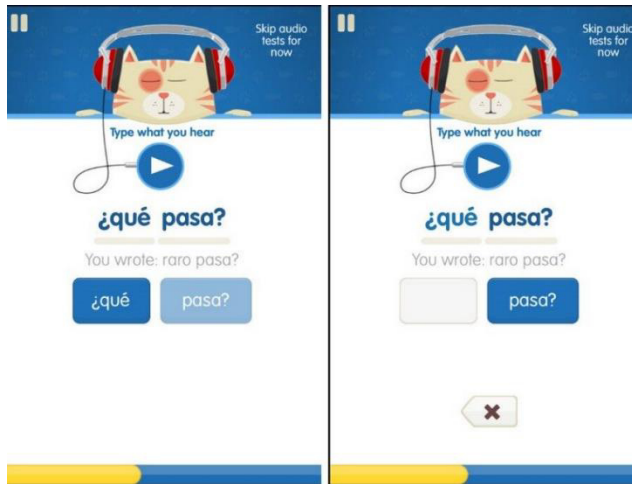 Skip audio
tests for
now
Type what you hear
¿qué pasa?
You wrote: raro pasa?
¿qué
pasa?
Skip audio
tests for
now
Type what you hear
¿qué pasa?
You wrote: raro pasa?
pasa?